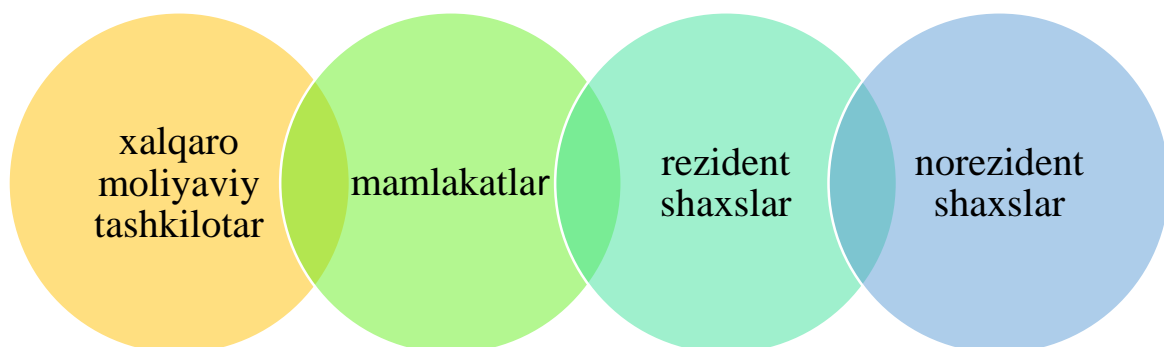 xalqaro
moliyaviy
tashkilotar
mamlakatlar
rezident
shaxslar
norezident
shaxslar